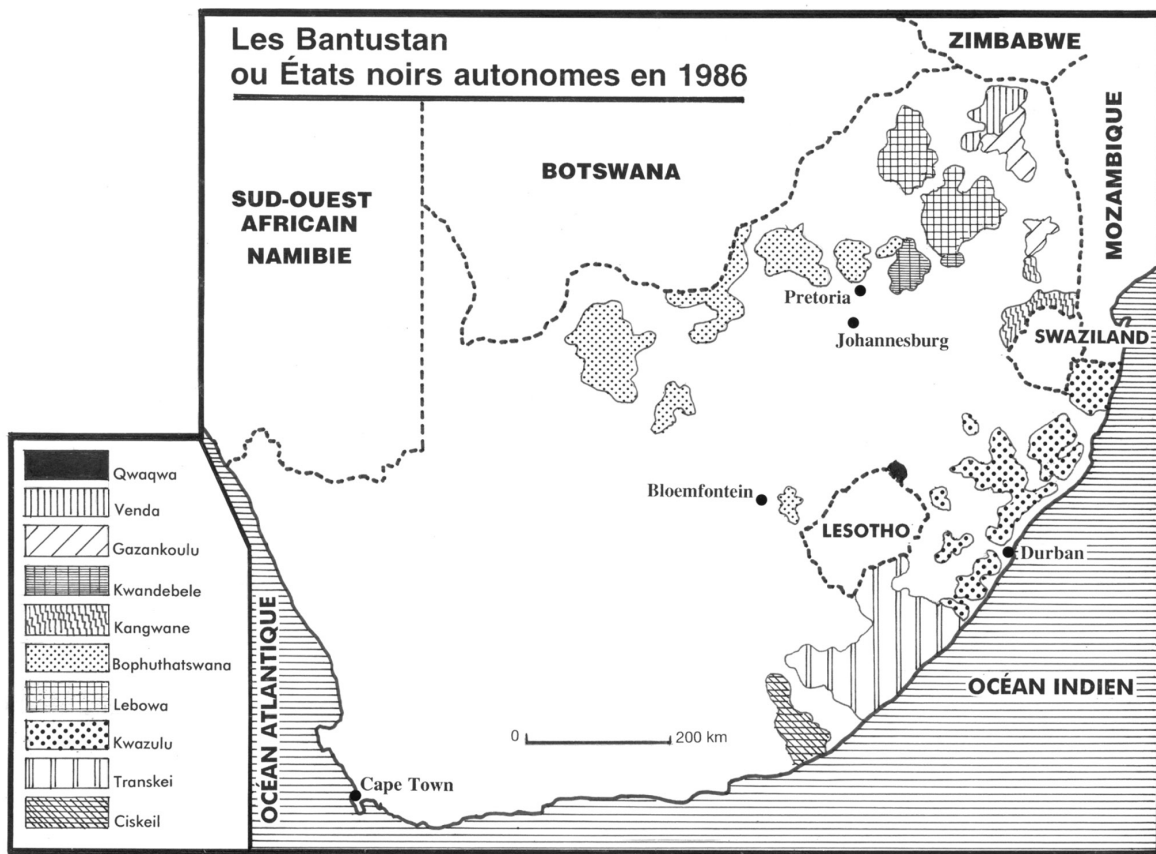 Les Bantustan
ou États noirs autonomes en 1986
ZIMBABWE
MOZAMBIQUE
BOTSWANA
SUD-OUEST
AFRICAIN
NAMIBIE
Pretoria
Johannesburg
SWAZILAND
Bloemfontein
LESOTHO
Durban
OCÉAN INDIEN
OCÉAN ATLANTIQUE
0 200 km
Cape Town
Qwaqwa
Venda
Gazankoulu
Kwandebele
Kangwane
Bophuthatswana
Lebowa
Kwazulu
Transkei
Ciskeil